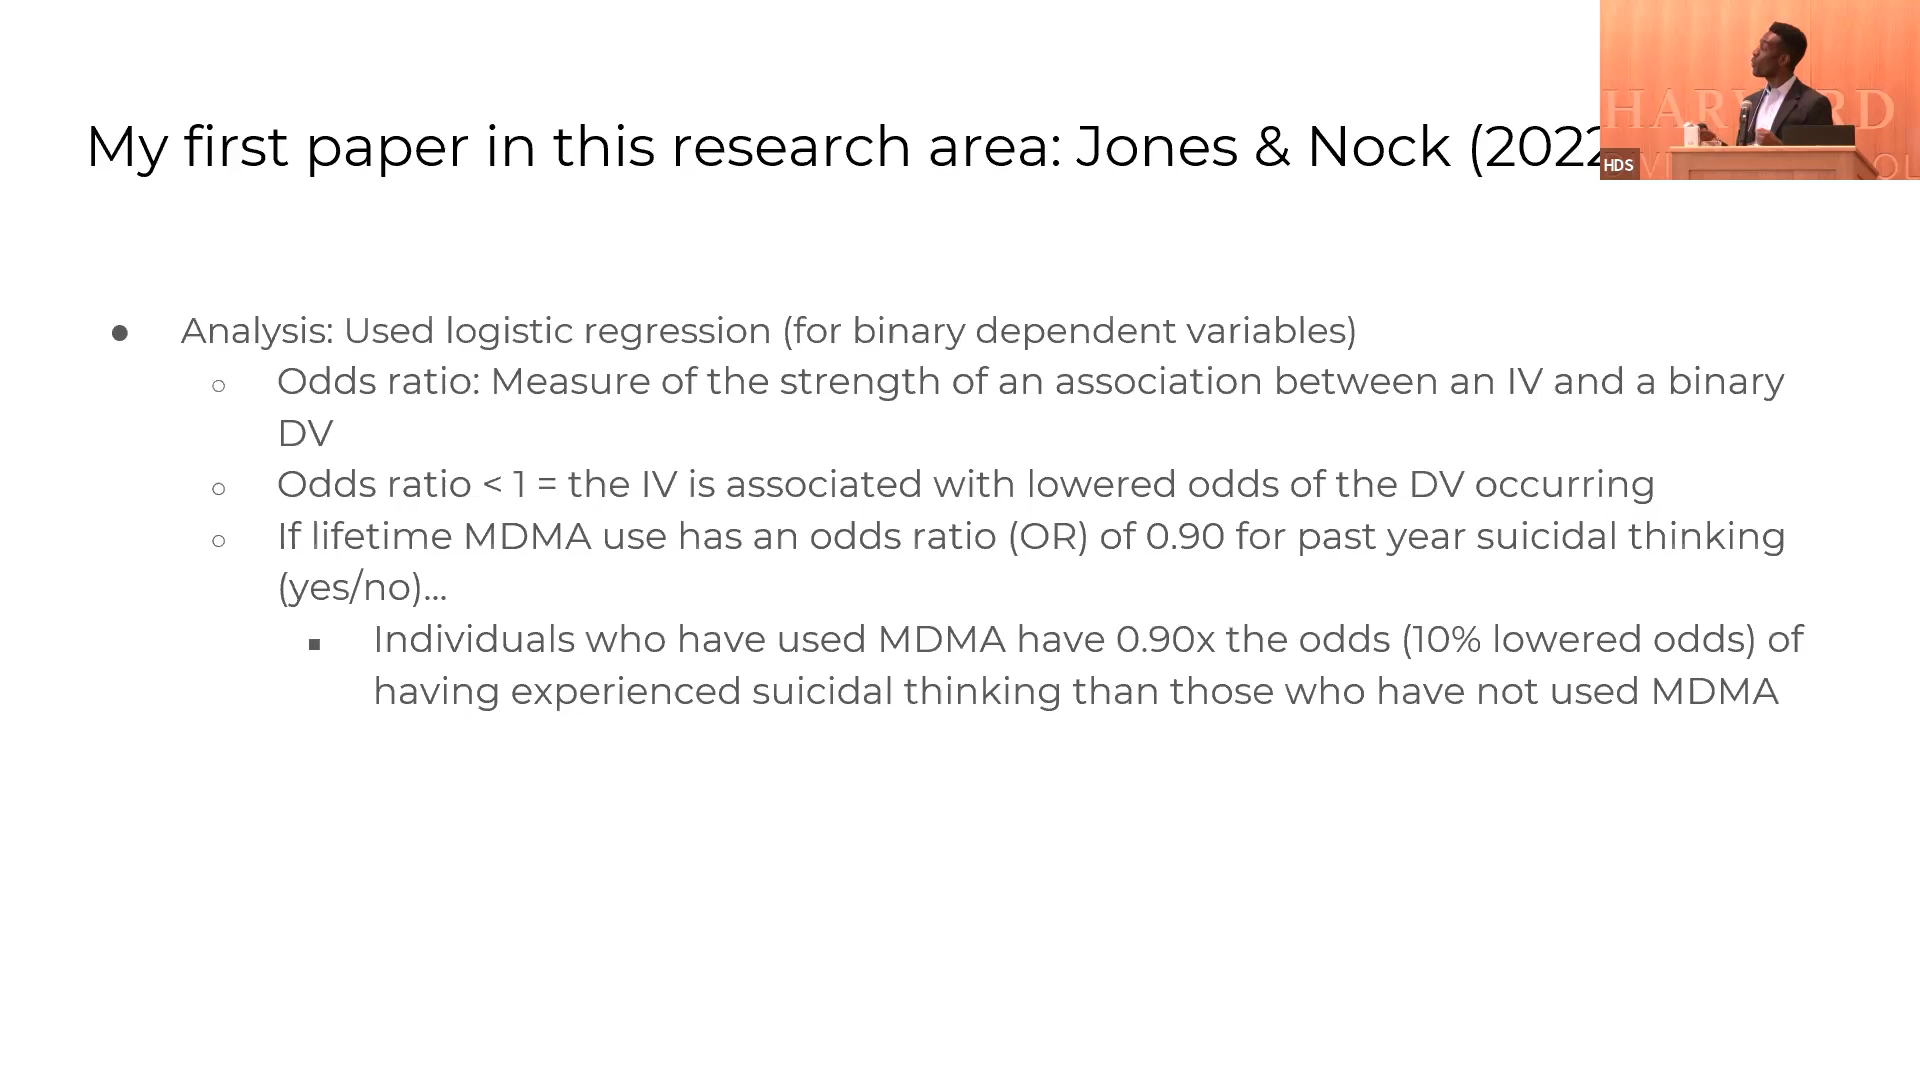 My first paper in this research area: Jones & Nock (2022
HDS
● Analysis: Used logistic regression (for binary dependent variables)
○ Odds ratio: Measure of the strength of an association between an IV and a binary
DV
○ Odds ratio < 1 = the IV is associated with lowered odds of the DV occurring
○ If lifetime MDMA use has an odds ratio (OR) of 0.90 for past year suicidal thinking
(yes/no)...
■ Individuals who have used MDMA have 0.90x the odds (10% lowered odds) of
having experienced suicidal thinking than those who have not used MDMA